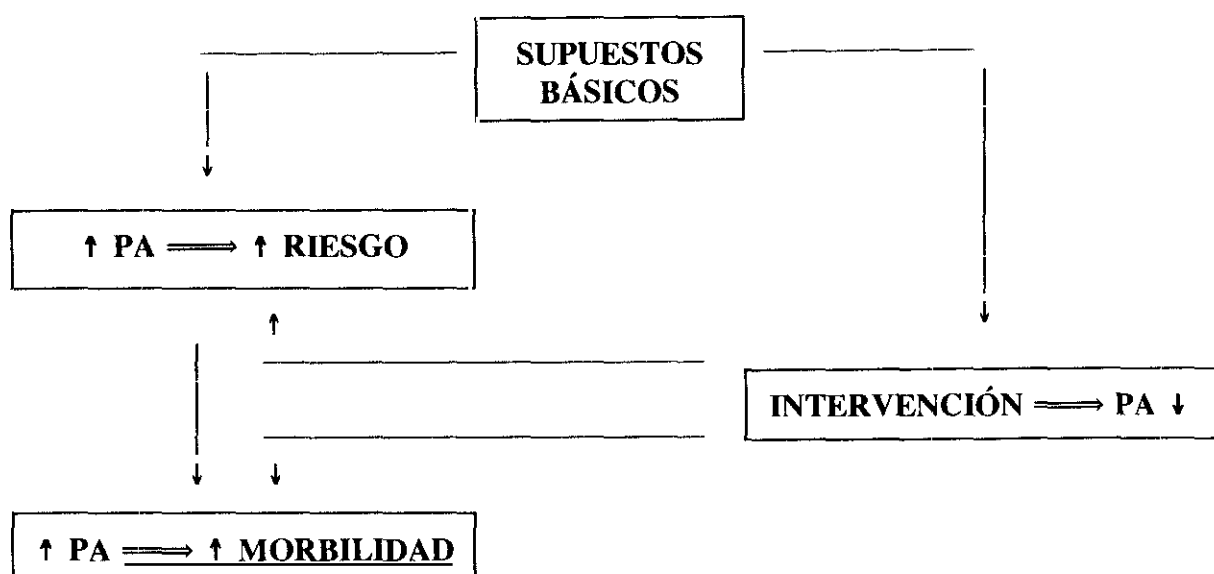 SUPUESTOS
BÁSICOS
↑ PA ⟹ ↑ RIESGO
INTERVENCIÓN ⟹ PA ↓
↑ PA ⟹ ↑ MORBILIDAD